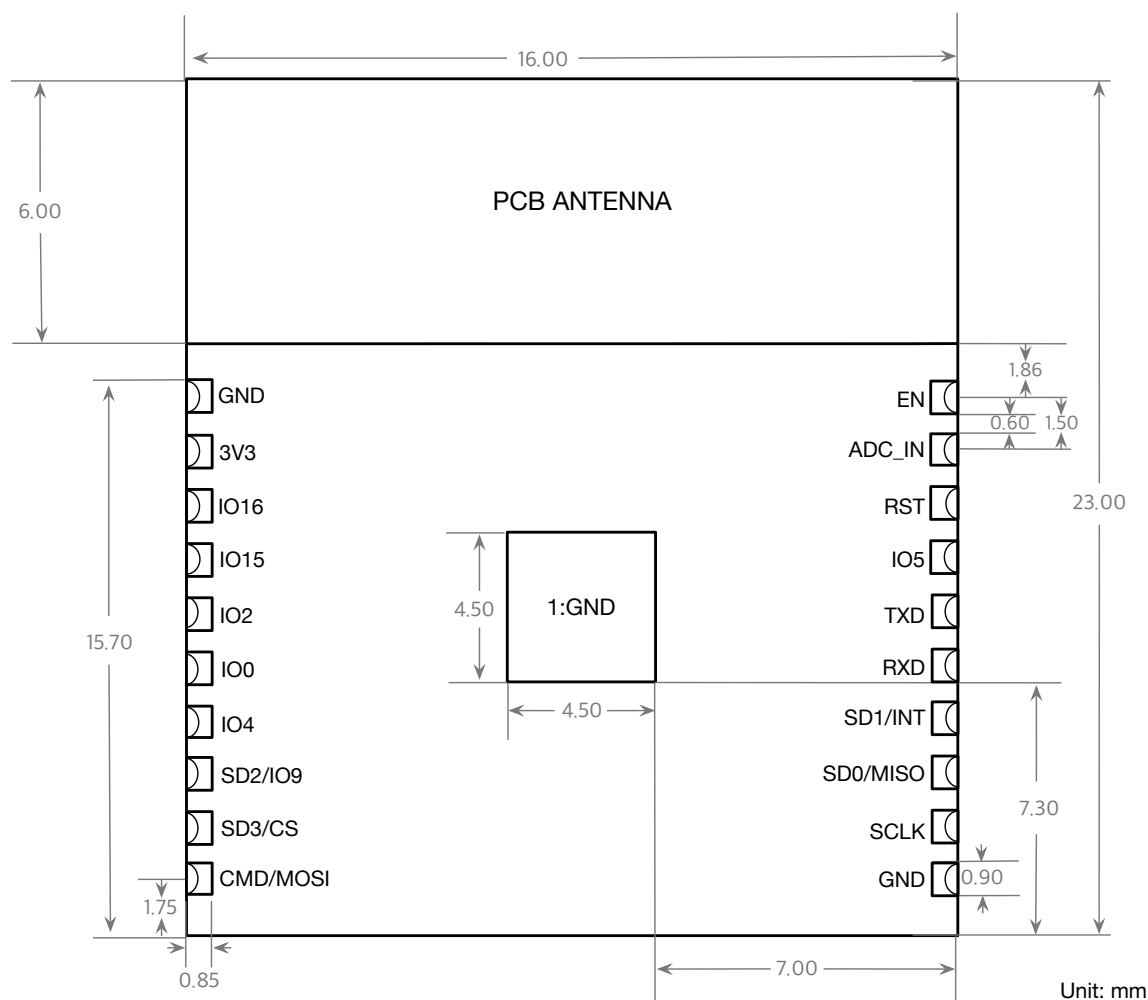 16.00
PCB ANTENNA
6.00
1.86
GND
EN
0.60
1.50
3V3
ADC_IN
IO16
RST
23.00
IO15
IO5
4.50
1:GND
IO2
TXD
15.70
IO0
RXD
4.50
IO4
SD1/INT
SD2/IO9
SD0/MISO
7.30
SD3/CS
SCLK
CMD/MOSI
GND
0.90
1.75
0.85
7.00
Unit: mm